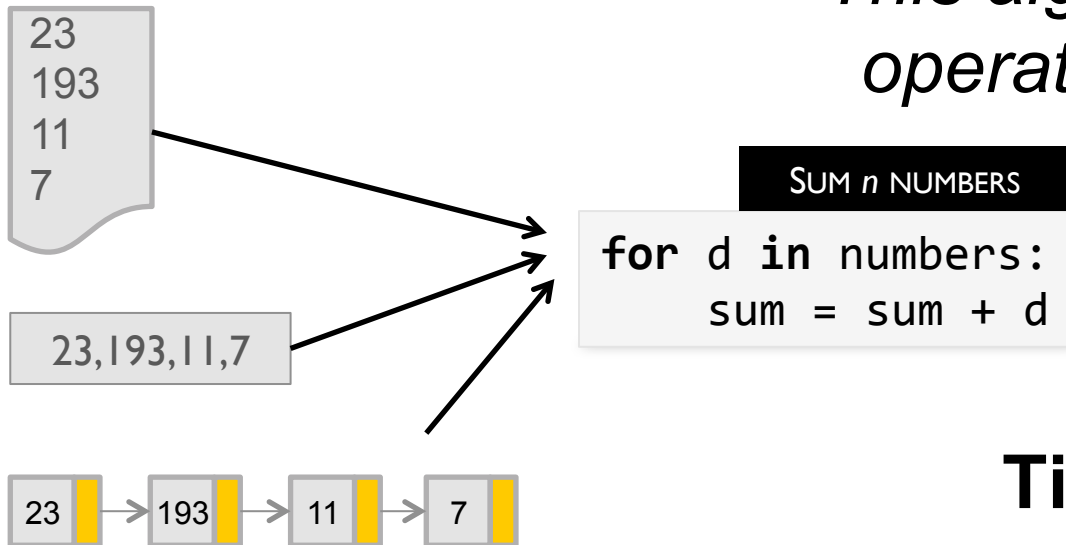 23
193
11
7
This
operat
SUM n NUMBERS
for d in numbers:
sum = sum + d
23,193,11,7
Ti
23 193 11 7